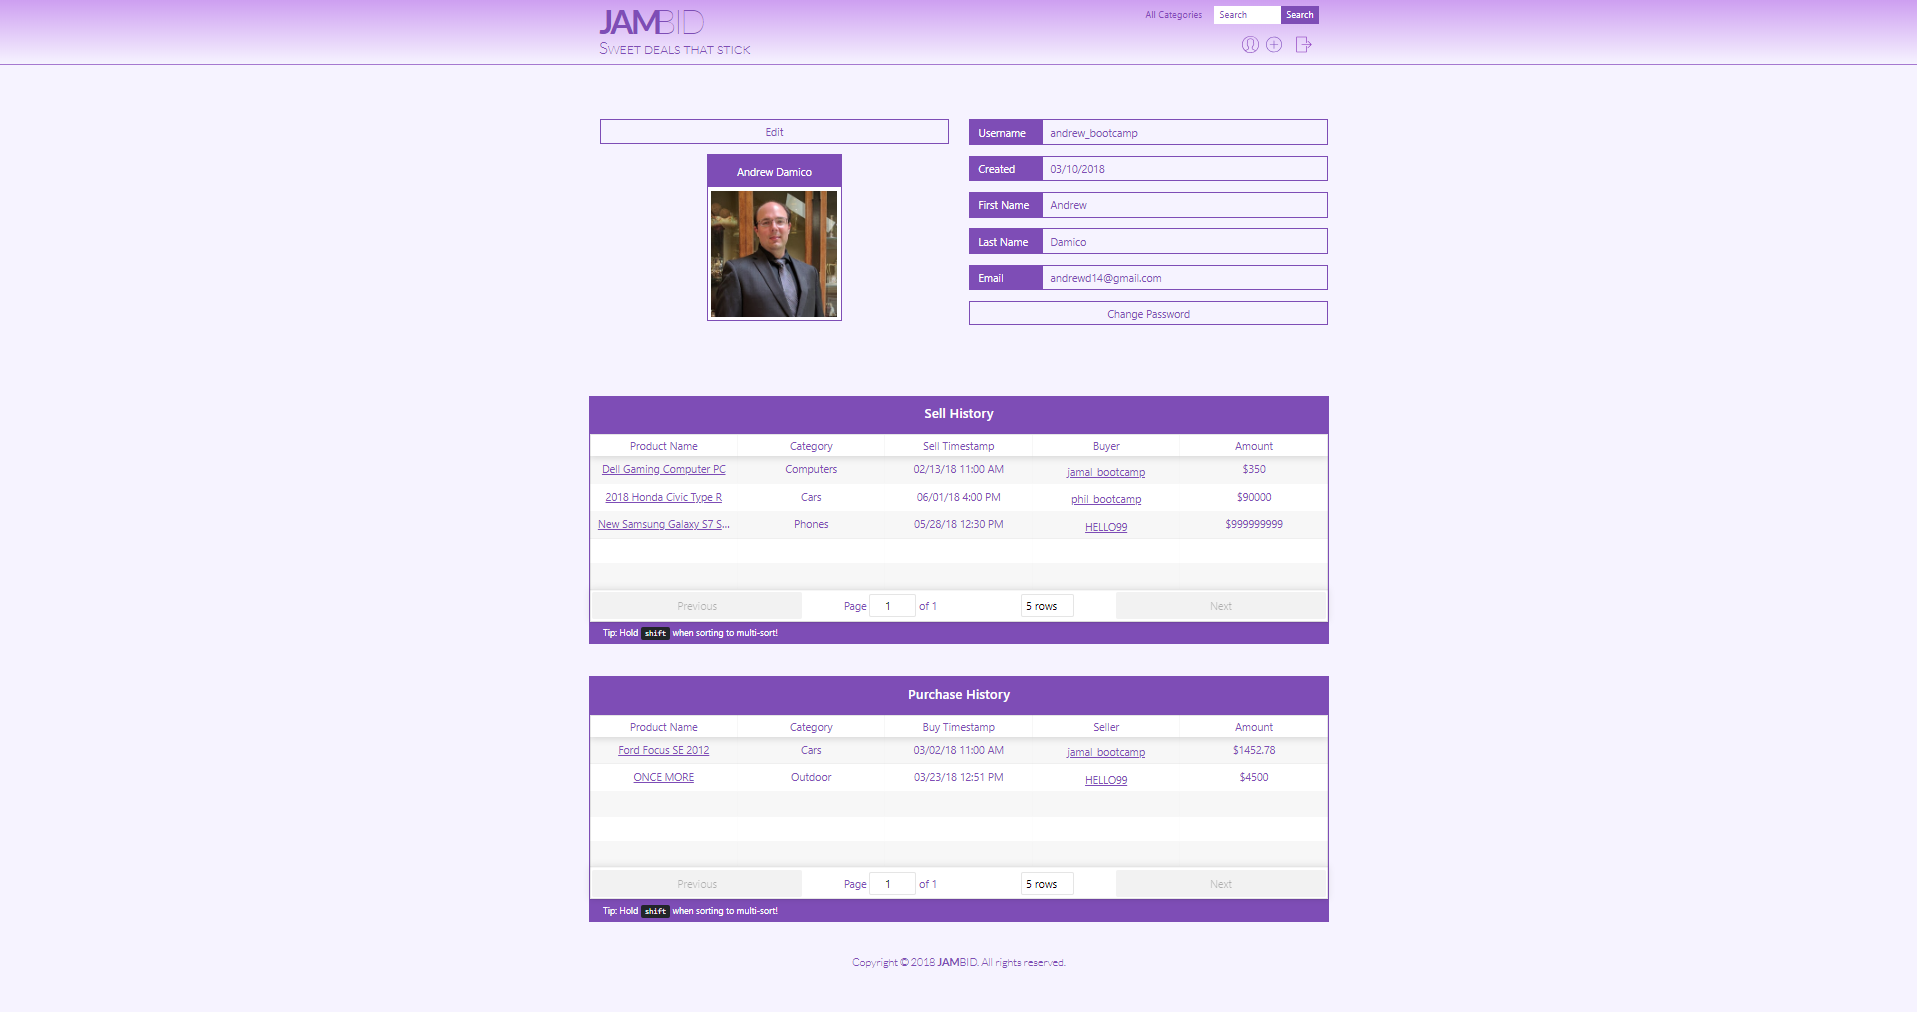 JAMBID
Sweet deals that stick
All Categories
Search
Search
Edit
Andrew Damico
Username
andrew_bootcamp
Created
03/10/2018
First Name
Andrew
Last Name
Damico
Email
andrewd14@gmail.com
Change Password
Sell History
Product Name Category Sell Timestamp Buyer Amount
Dell Gaming Computer PC Computers 02/13/18 11:00 AM jamal_bootcamp $350
2018 Honda Civic Type R Cars 06/01/18 4:00 PM phil_bootcamp $90000
New Samsung Galaxy S7 S... Phones 05/28/18 12:30 PM HELLO99 $999999999
Previous Page 1 of 1 5 rows Next
Tip: Hold shift when sorting to multi-sort!
Purchase History
Product Name Category Buy Timestamp Seller Amount
Ford Focus SE 2012 Cars 03/02/18 11:00 AM jamal_bootcamp $1452.78
ONCE MORE Outdoor 03/23/18 12:51 PM HELLO99 $4500
Previous Page 1 of 1 5 rows Next
Tip: Hold shift when sorting to multi-sort!
Copyright © 2018 JAMBID. All rights reserved.